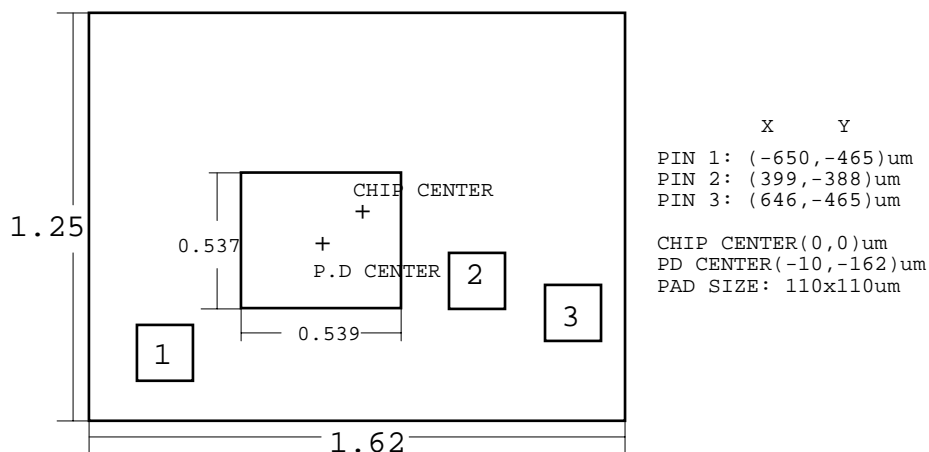 X Y
PIN 1: (-650,-465)um
PIN 2: (399,-388)um
PIN 3: (646,-465)um
CHIP CENTER(0,0)um
PD CENTER(-10,-162)um
PAD SIZE: 110x110um
CHIP CENTER
1.25
0.537
P.D CENTER
2
3
0.539
1
1.62